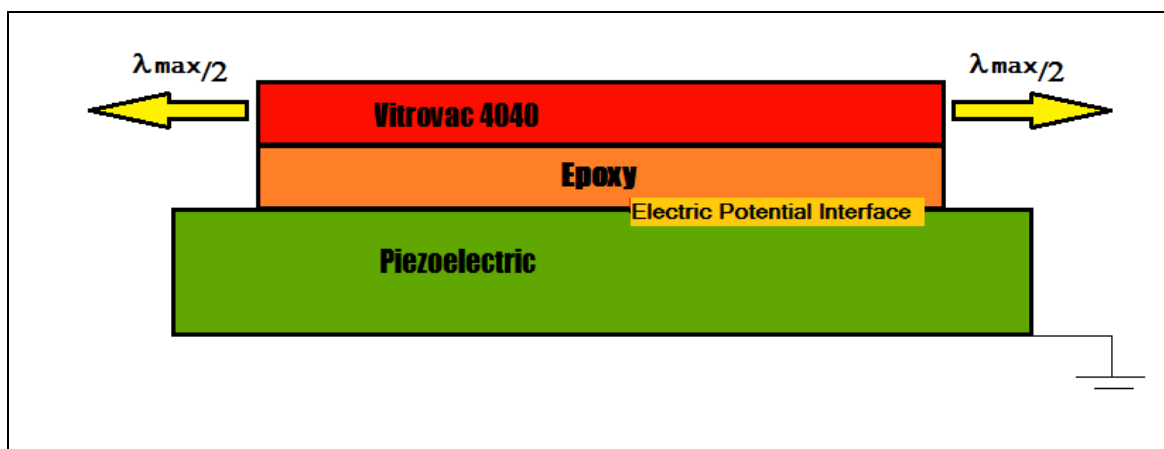 λmax/2 λmax/2
Vitrovac 4040
Epoxy
Electric Potential Interface
Piezoelectric